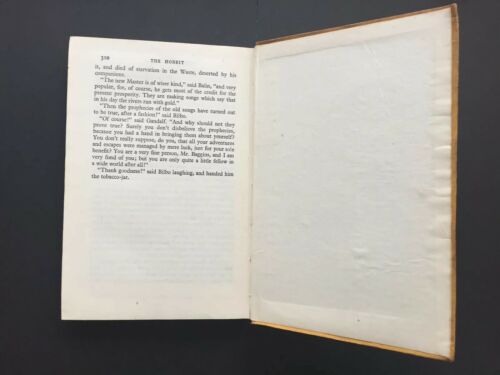 310 THE HOBBIT
it, and died of starvation in the Waste, deserted by his
companions.
"The new Master is of wiser kind," said Balin, "and very
popular, for, of course, he gets most of the credit for the
present prosperity. They are making songs which say that
in his day the rivers run with gold."
"Then the prophecies of the old songs have turned out
to be true, after a fashion!" said Bilbo.
"Of course!" said Gandalf. "And why should not they
prove true? Surely you don't disbelieve the prophecies,
because you had a hand in bringing them about yourself?
You don't really suppose, do you, that all your adventures
and escapes were managed by mere luck, just for your sole
benefit? You are a very fine person, Mr. Baggins, and I am
very fond of you; but you are only quite a little fellow in
a wide world after all!"
"Thank goodness!" said Bilbo laughing, and handed him
the tobacco-jar.